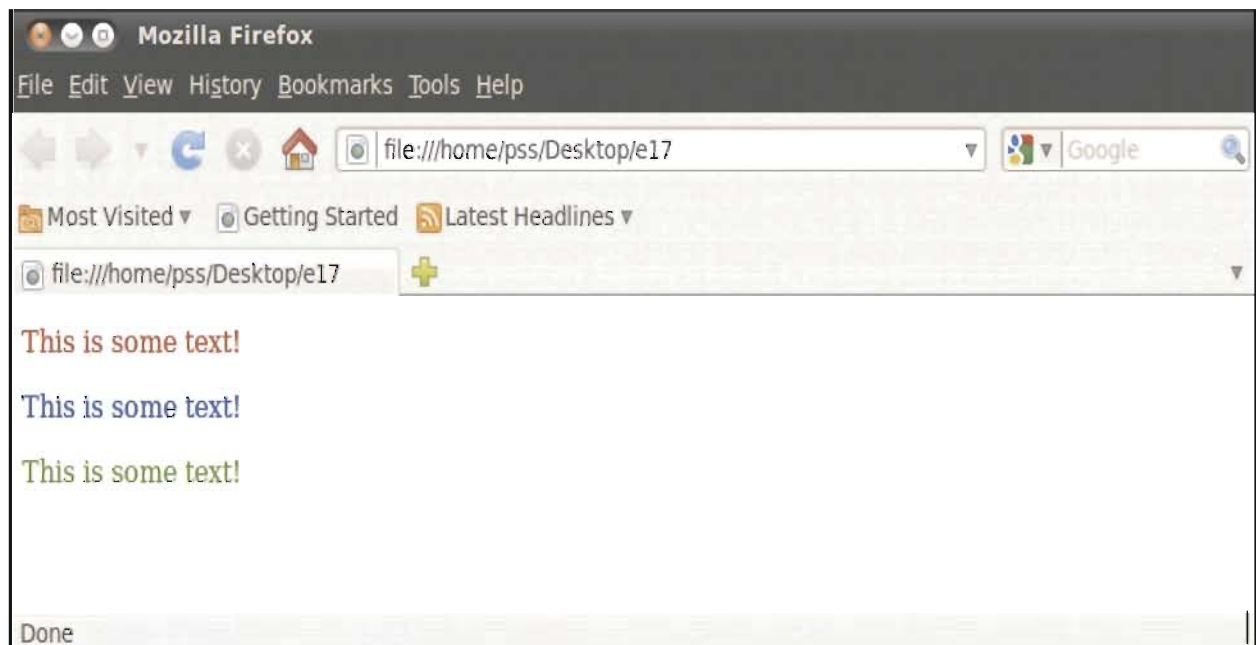 Mozilla Firefox
File Edit View History Bookmarks Tools Help
file:///home/pss/Desktop/e17 Google
Most Visited Getting Started Latest Headlines
file:///home/pss/Desktop/e17
This is some text!
This is some text!
This is some text!
Done